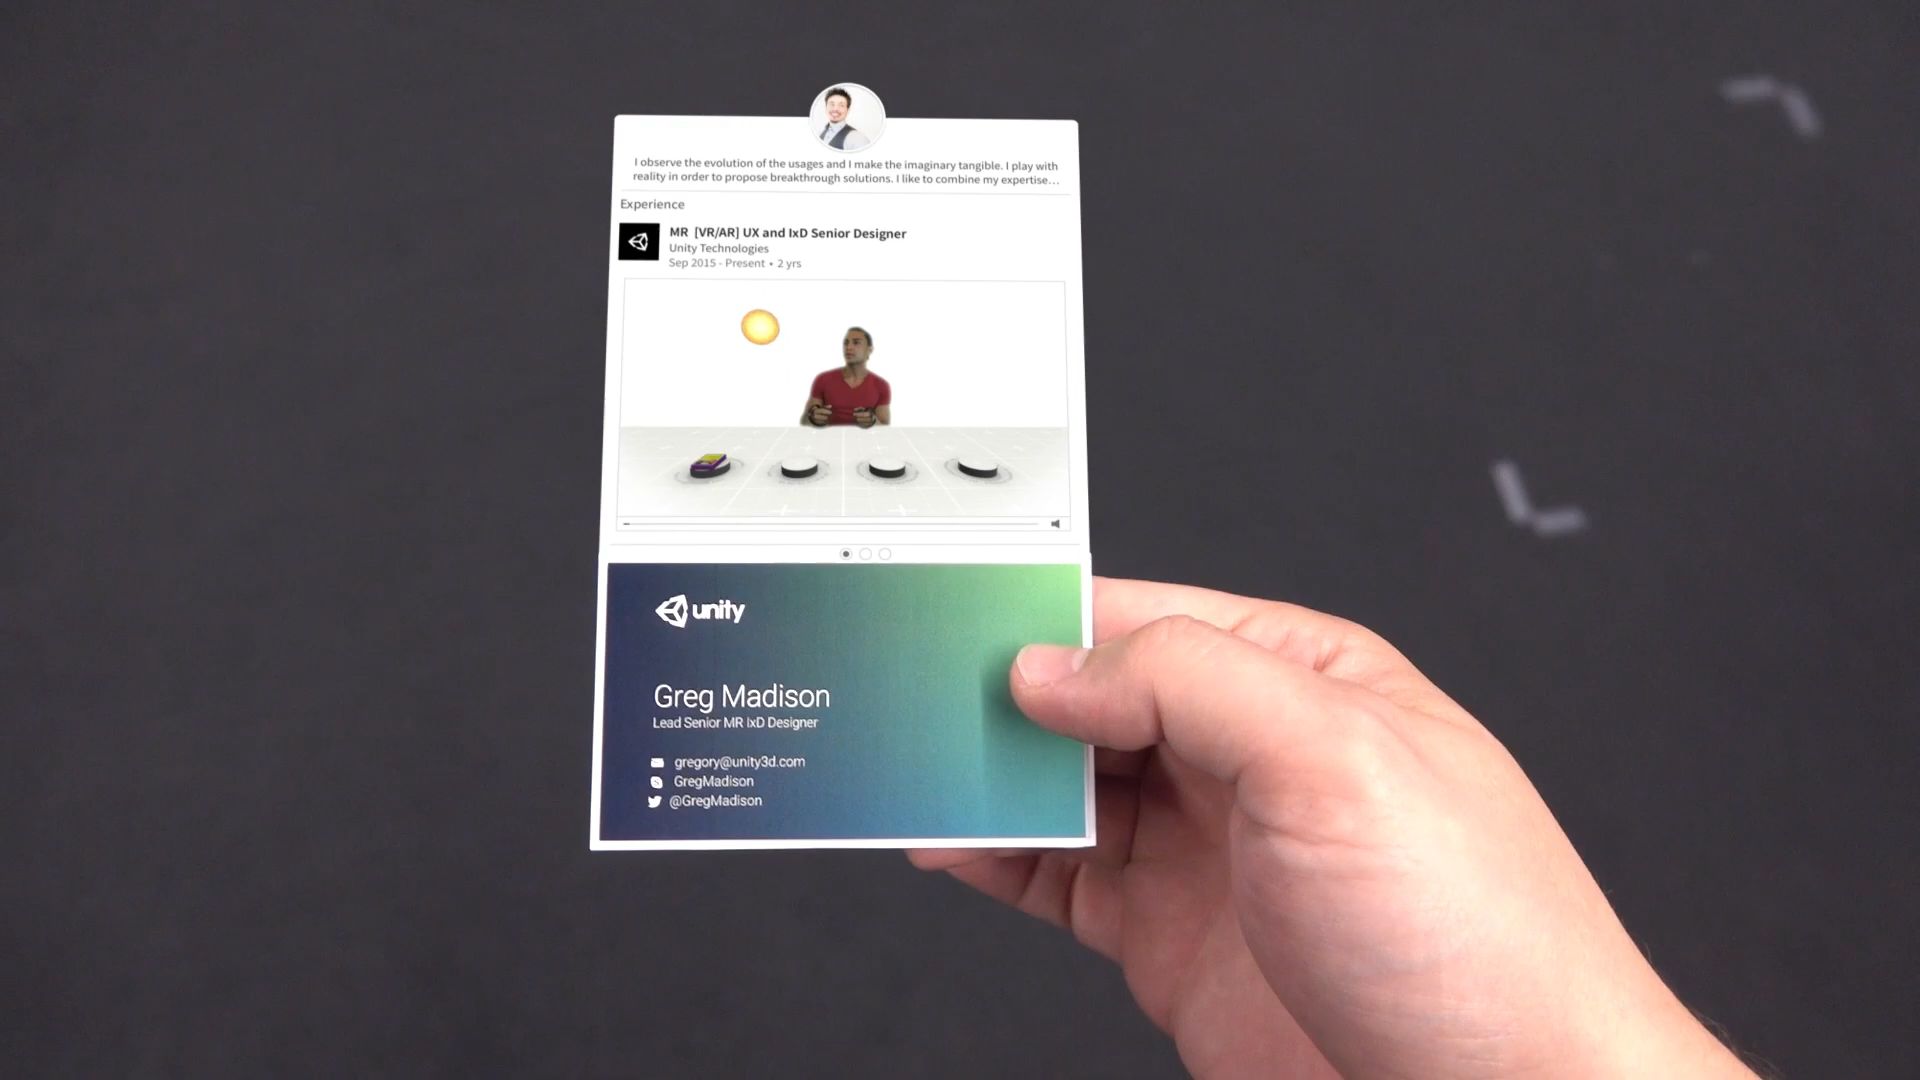 I observe the evolution of the usages and I make the imaginary tangible. I play with
reality in order to propose breakthrough solutions. I like to combine my expertise...
Experience
MR [VR/AR] UX and IxD Senior Designer
Unity Technologies
Sep 2015 - Present • 2 yrs
unity
Greg Madison
Lead Senior MR IxD Designer
gregory@unity3d.com
GregMadison
@GregMadison